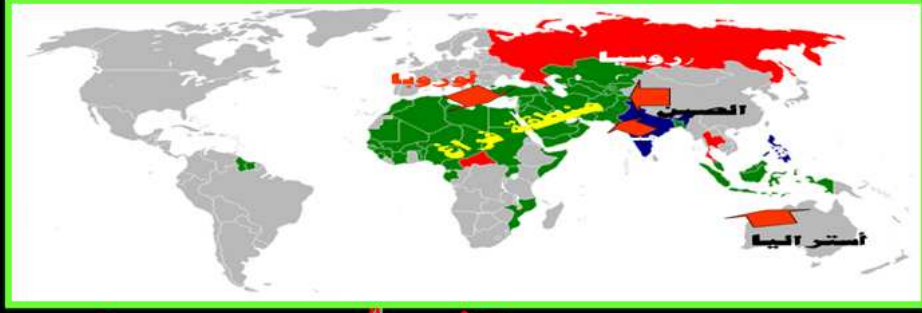 روسيا
أوروبا
الصين
منطقة فراغ
أستراليا